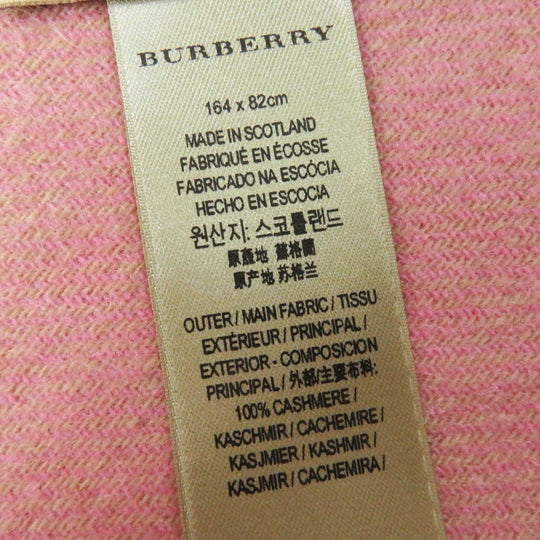 BURBERRY
164 x 82cm
MADE IN SCOTLAND
FABRIQUÉ EN ÉCOSSE
FABRICADO NA ESCÓCIA
HECHO EN ESCOCIA
원산지: 스코틀랜드
原產地 蘇格蘭
原产地 苏格兰
OUTER / MAIN FABRIC / TISSU
EXTÉRIEUR / PRINCIPAL /
EXTERIOR - COMPOSICION
PRINCIPAL / 外部/主要布料:
100% CASHMERE /
KASCHMIR / CACHEMIRE /
KASJMIER / KASHMIR /
KASJMIR / CACHEMIRA /